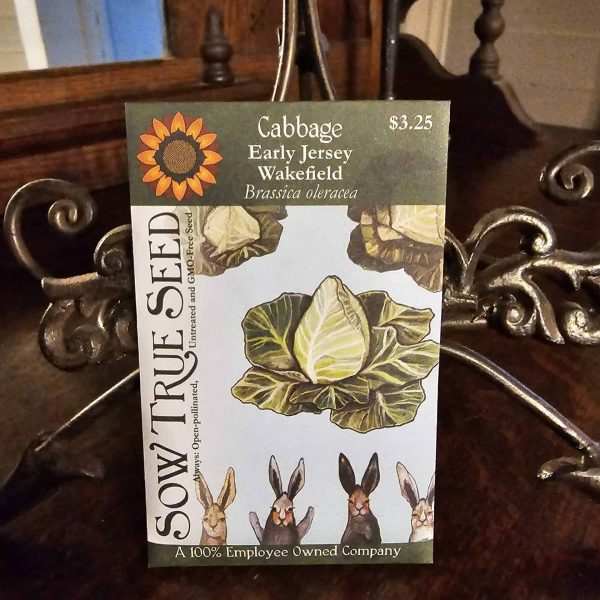 Cabbage
$3.25
Early Jersey
Wakefield
Brassica oleracea
SOW TRUE SEED
Always: Open-pollinated, Untreated and GMO-Free Seed
A 100% Employee Owned Company